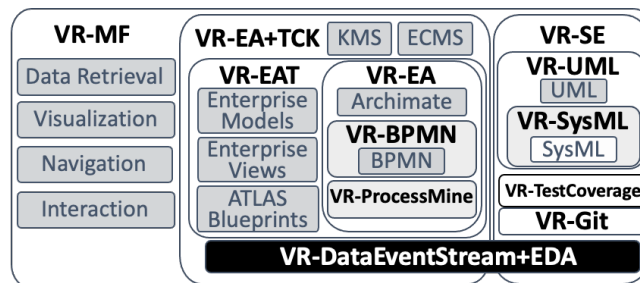 VR-MF
Data Retrieval
Visualization
Navigation
Interaction
VR-EA+TCK
KMS
ECMS
VR-EAT
Enterprise
Models
Enterprise
Views
ATLAS
Blueprints
VR-EA
Archimate
VR-BPMN
BPMN
VR-ProcessMine
VR-SE
VR-UML
UML
VR-SysML
SysML
VR-TestCoverage
VR-Git
VR-DataEventStream+EDA